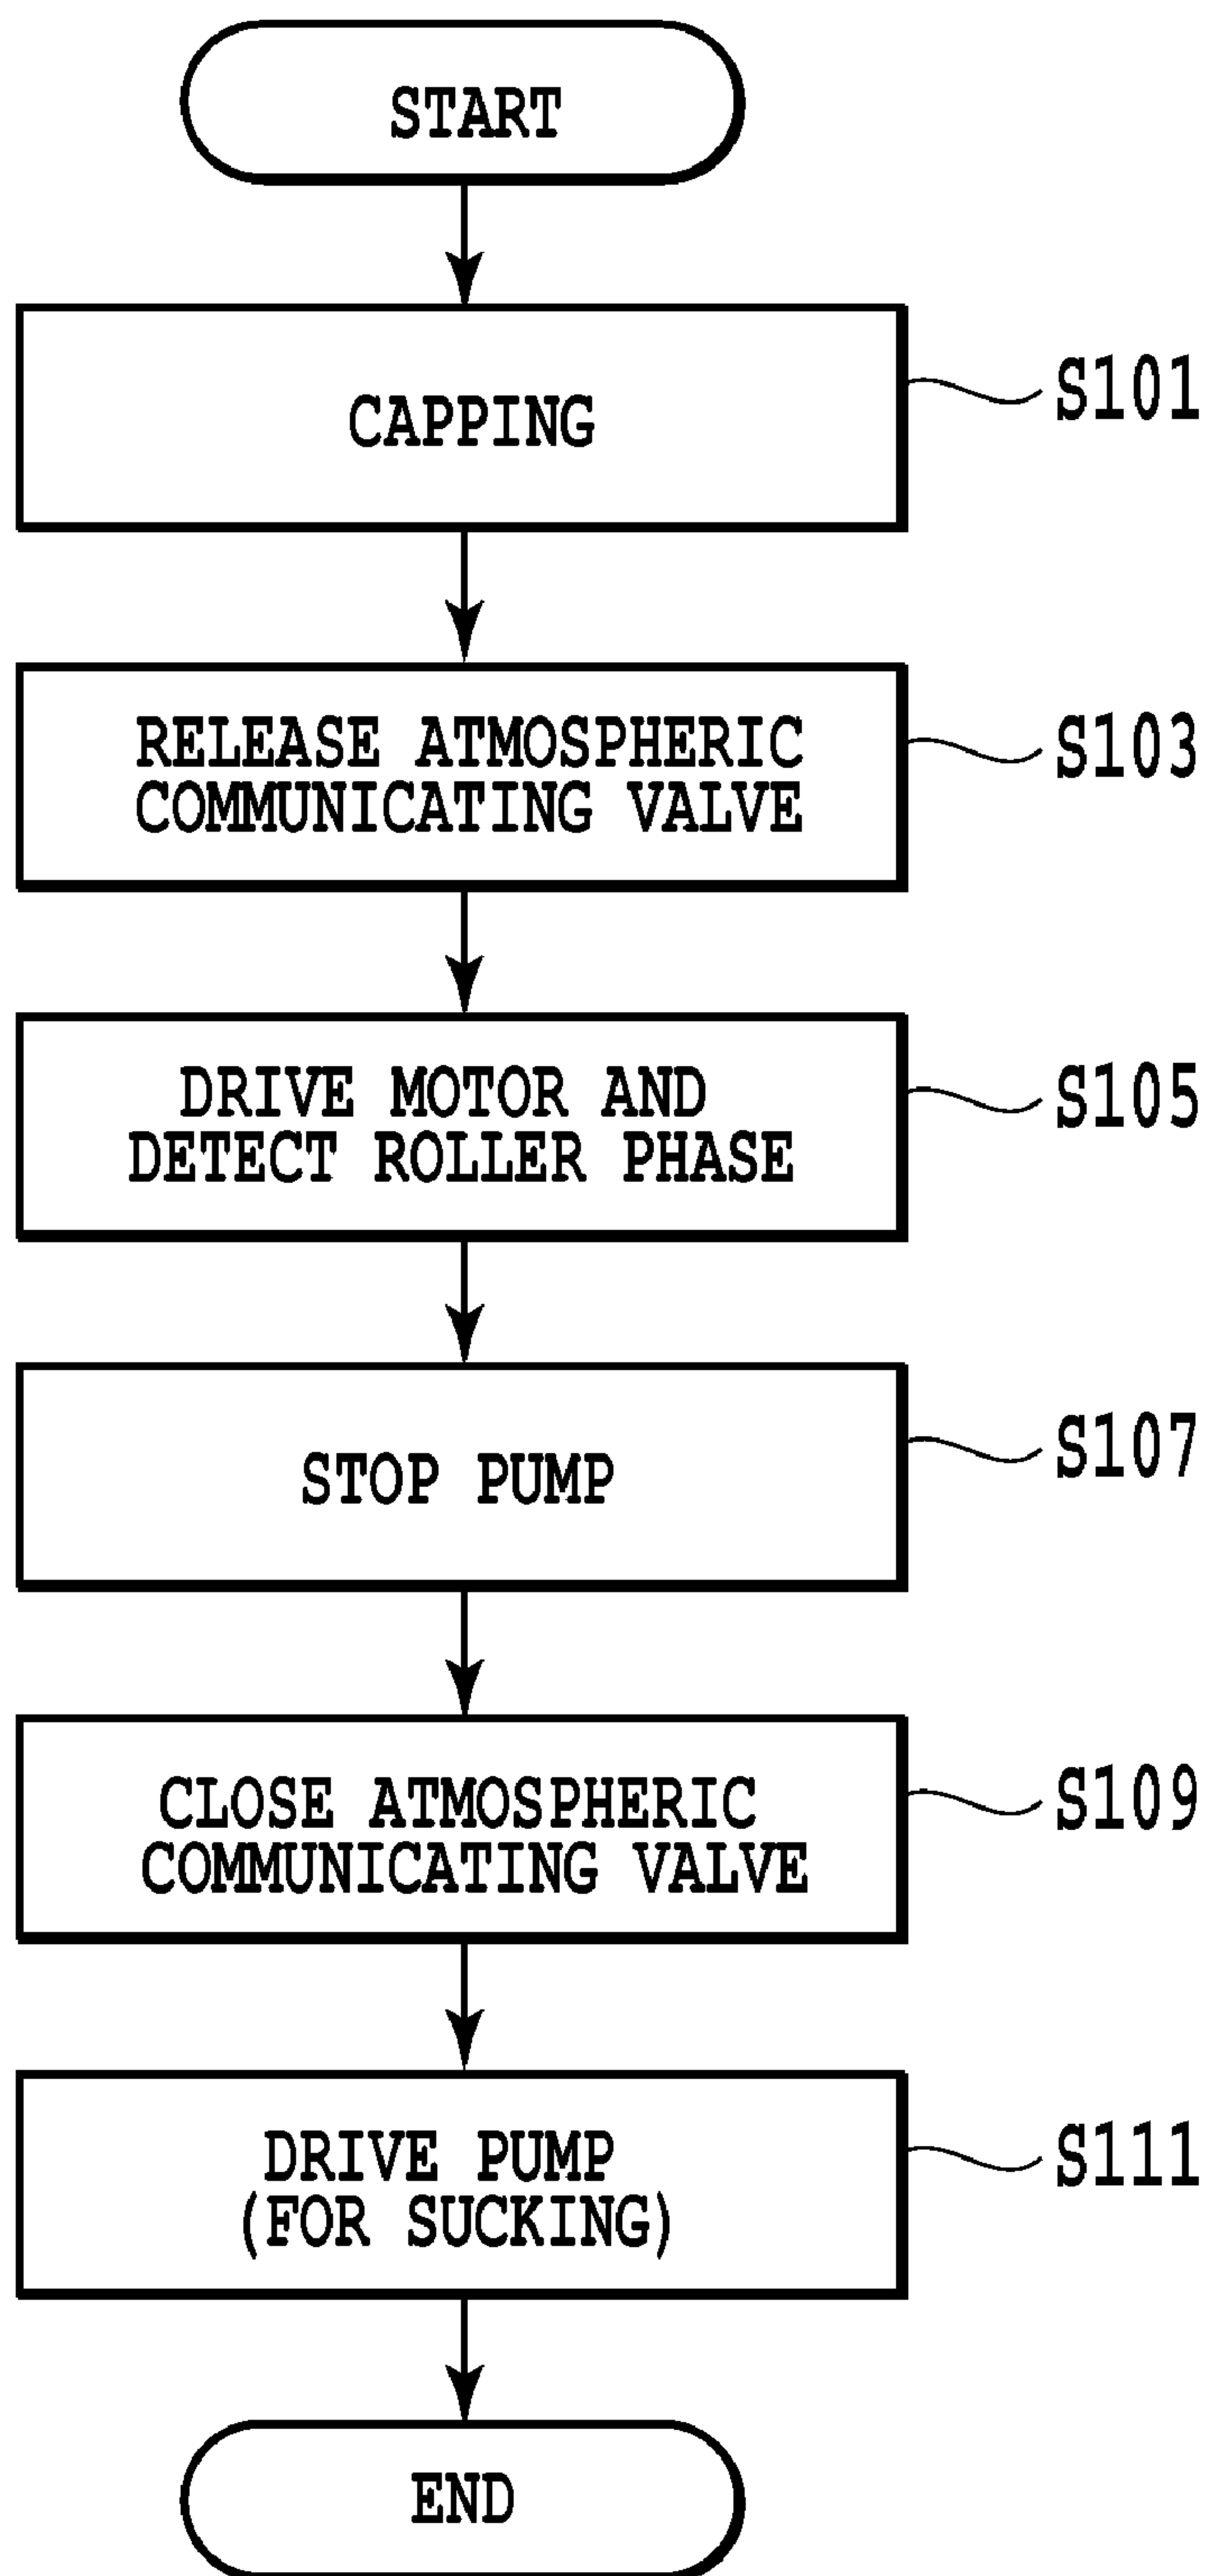 START
CAPPING
S101
RELEASE ATMOSPHERIC
COMMUNICATING VALVE
S103
DRIVE MOTOR AND
DETECT ROLLER PHASE
S105
STOP PUMP
S107
CLOSE ATMOSPHERIC
COMMUNICATING VALVE
S109
DRIVE PUMP
(FOR SUCKING)
S111
END